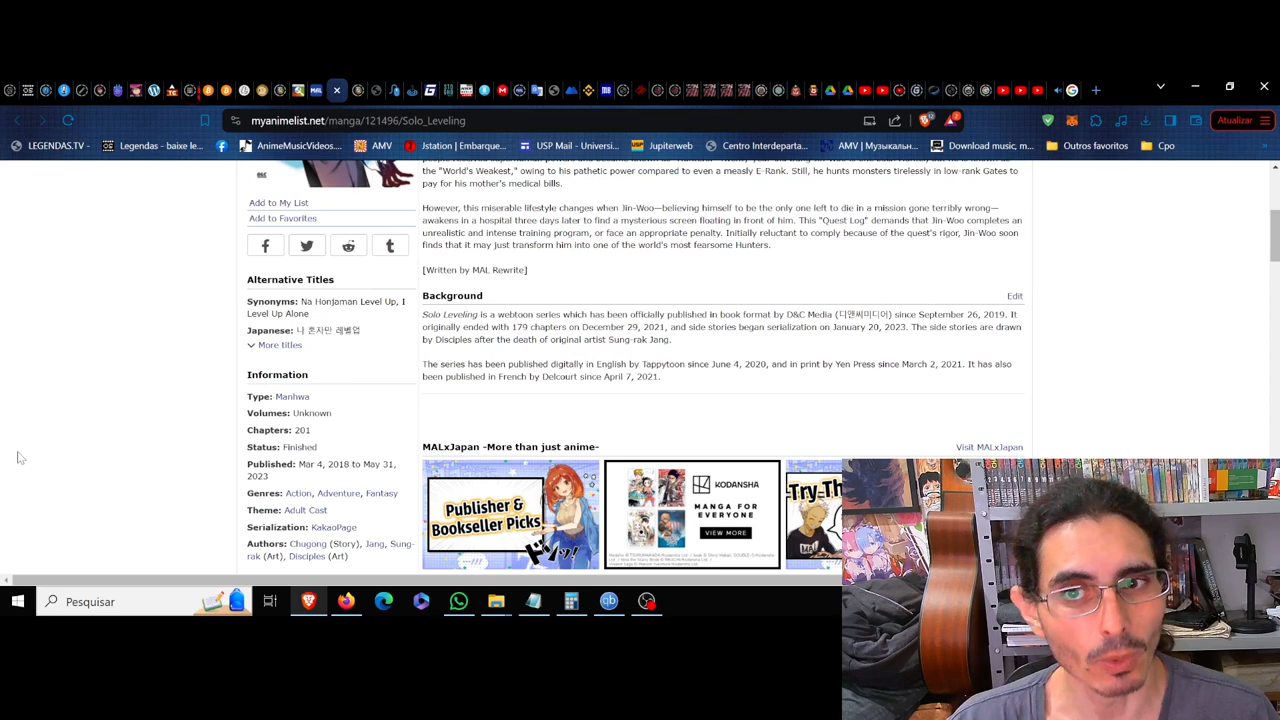 myanimelist.net/manga/121496/Solo_Leveling
Atualizar
LEGENDAS.TV -
Legendas - baixe le...
AnimeMusicVideos...
AMV
Jstation | Embarque...
USP Mail - Univers...
Jupiterweb
Centro Interdeparta...
AMV | Музыкальн...
Download music, m...
Outros favoritos
Cpo
the "World's Weakest," owing to his pathetic power compared to even a measly E-Rank. Still, he hunts monsters tirelessly in low-rank Gates to
pay for his mother's medical bills.
However, this miserable lifestyle changes when Jin-Woo—believing himself to be the only one left to die in a mission gone terribly wrong—
awakens in a hospital three days later to find a mysterious screen floating in front of him. This "Quest Log" demands that Jin-Woo completes an
unrealistic and intense training program, or face an appropriate penalty. Initially reluctant to comply because of the quest's rigor, Jin-Woo soon
finds that it may just transform him into one of the world's most fearsome Hunters.
[Written by MAL Rewrite]
Background
Edit
Solo Leveling is a webtoon series which has been officially published in book format by D&C Media (디앤씨미디어) since September 26, 2019. It
originally ended with 179 chapters on December 29, 2021, and side stories began serialization on January 20, 2023. The side stories are drawn
by Disciples after the death of original artist Sung-rak Jang.
The series has been published digitally in English by Tappytoon since June 4, 2020, and in print by Yen Press since March 2, 2021. It has also
been published in French by Delcourt since April 7, 2021.
Add to My List
Add to Favorites
Alternative Titles
Synonyms: Na Honjaman Level Up, I
Level Up Alone
Japanese: 나 혼자만 레벨업
More titles
Information
Type: Manhwa
Volumes: Unknown
Chapters: 201
Status: Finished
Published: Mar 4, 2018 to May 31,
2023
Genres: Action, Adventure, Fantasy
Theme: Adult Cast
Serialization: KakaoPage
Authors: Chugong (Story), Jang, Sung-
rak (Art), Disciples (Art)
MALxJapan -More than just anime-
Visit MALxJapan
Publisher &
Bookseller Picks
KODANSHA
MANGA FOR
EVERYONE
VIEW MORE
Try Th
Pesquisar